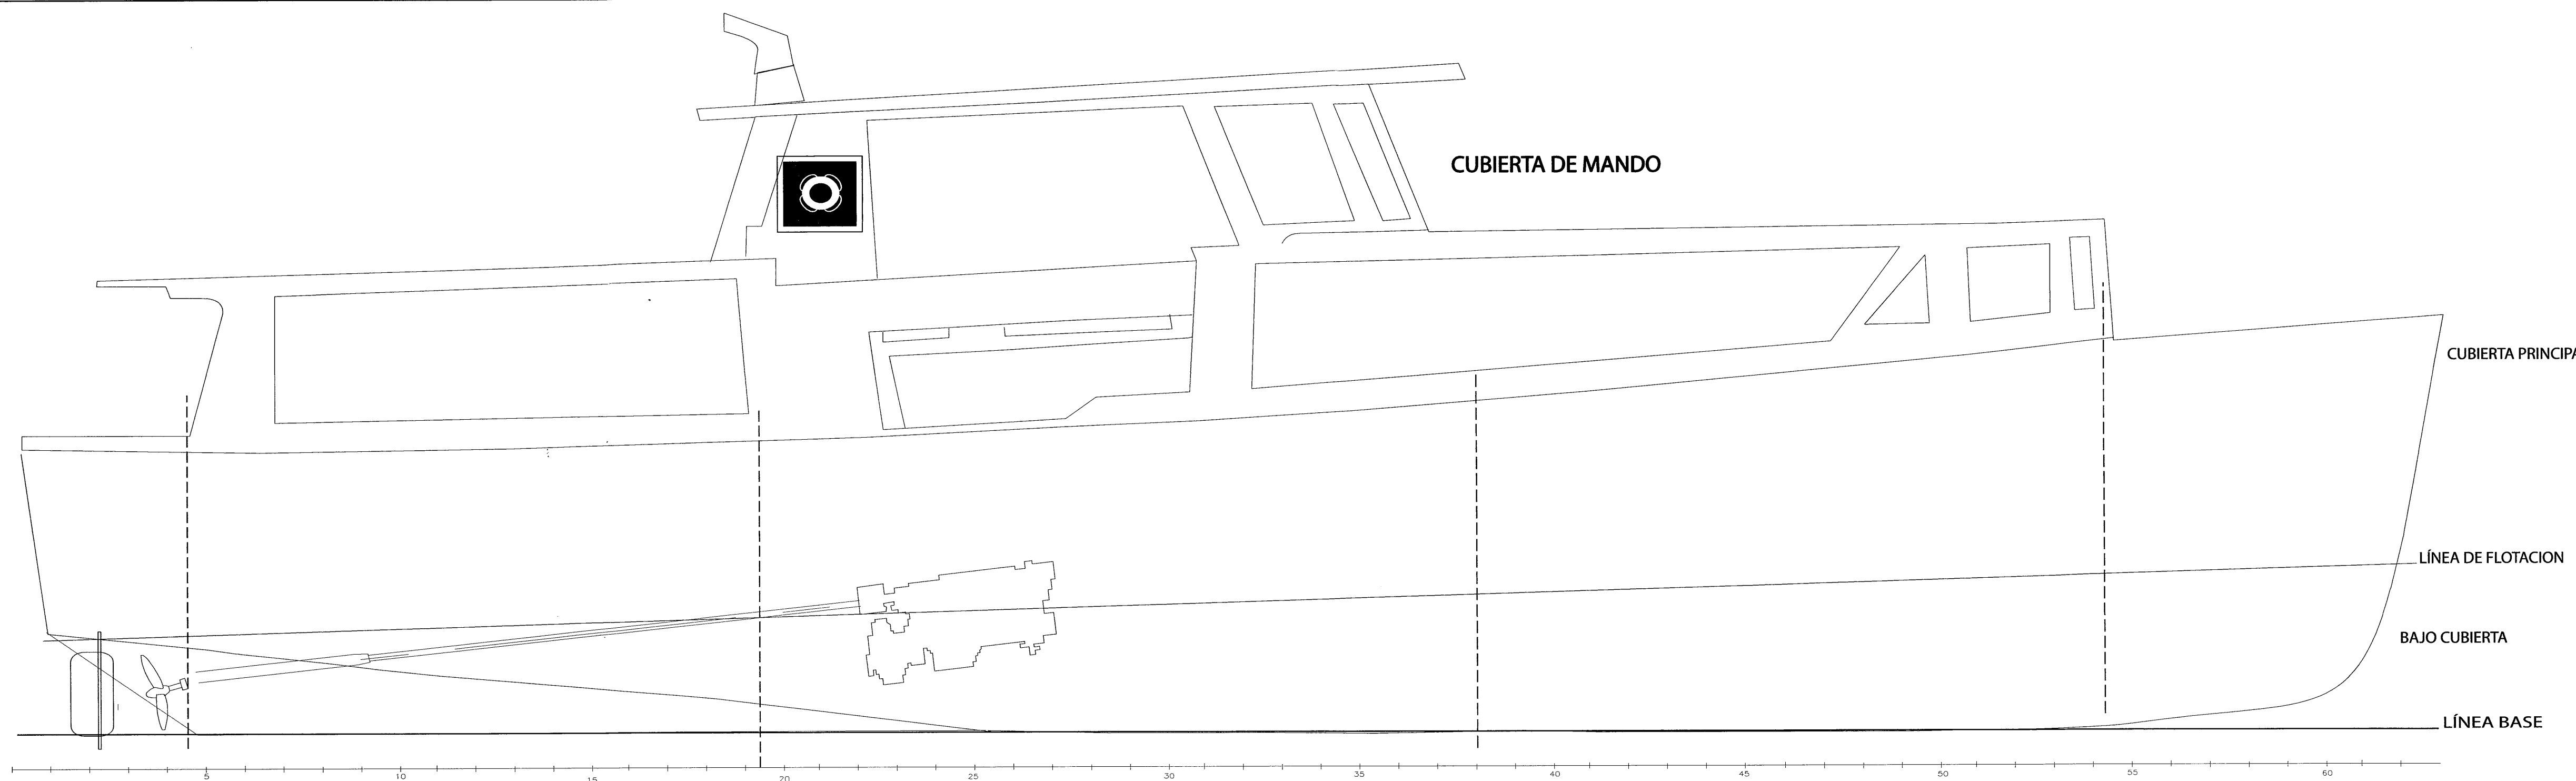 CUBIERTA DE MANDO
CUBIERTA PRINCIPA
LÍNEA DE FLOTACION
BAJO CUBIERTA
LÍNEA BASE
5 10 15 20 25 30 35 40 45 50 55 60